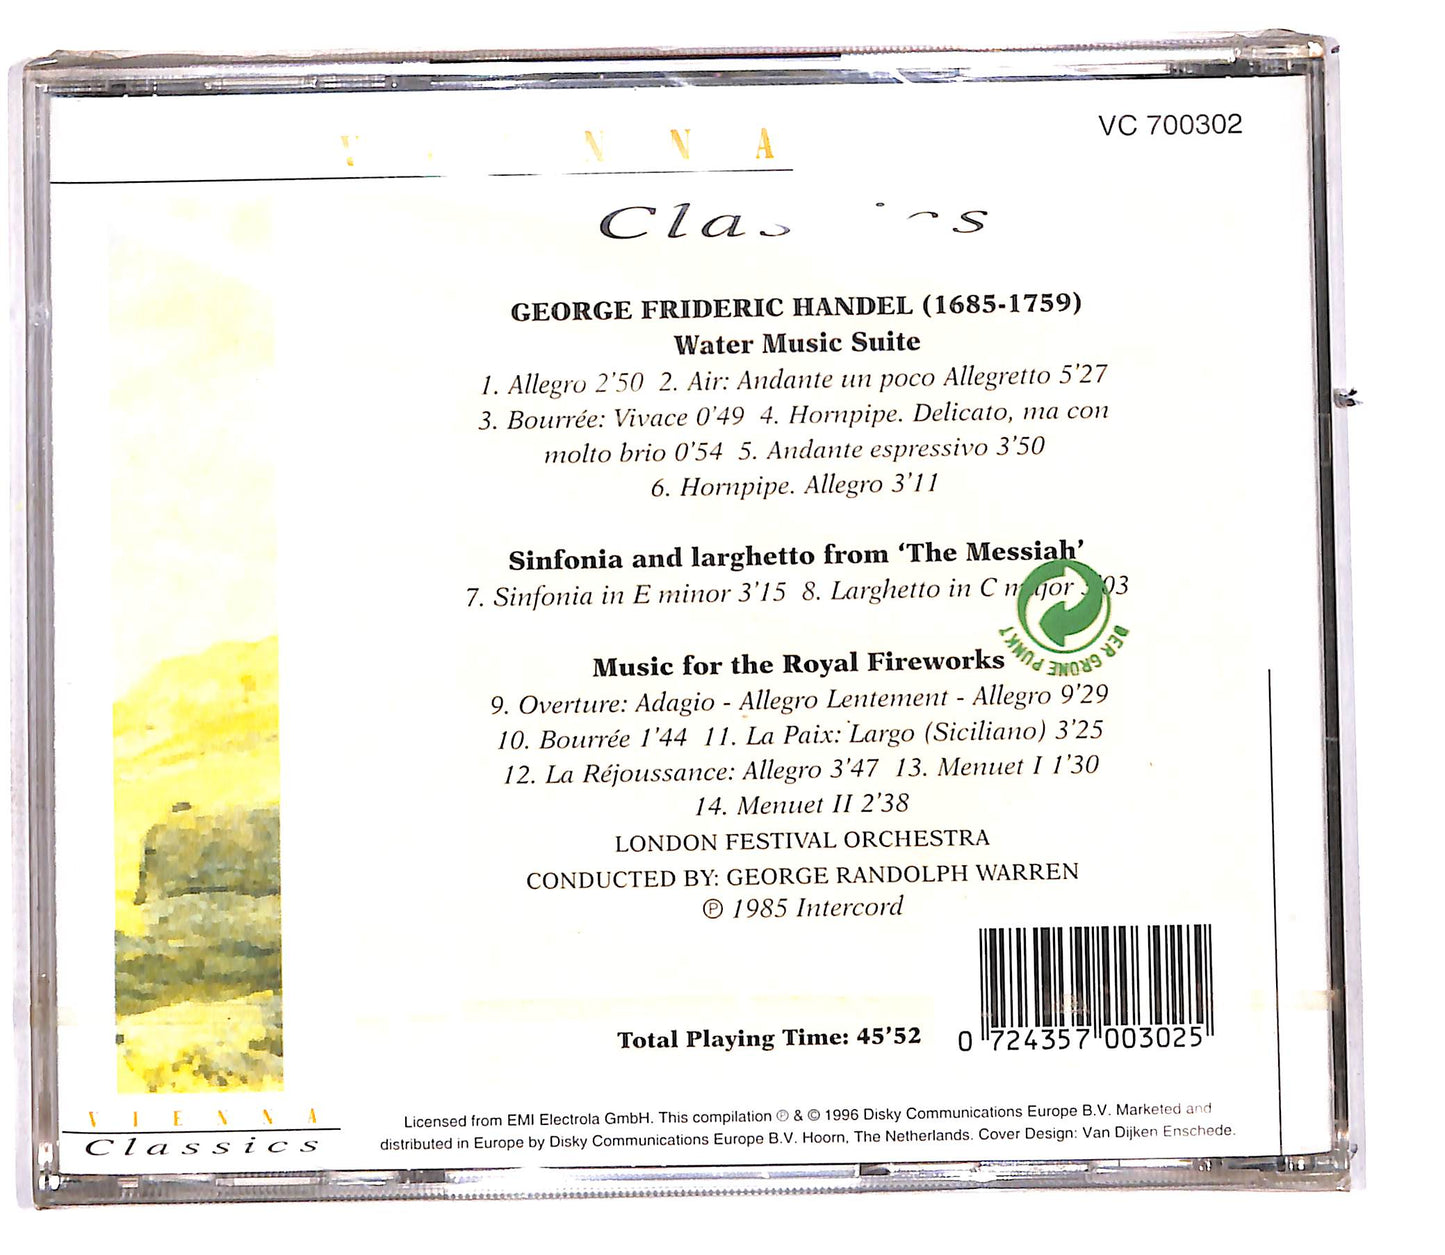 VC 700302
V NNA
Clas ics
GEORGE FRIDERIC HANDEL (1685-1759)
Water Music Suite
1. Allegro 2'50 2. Air: Andante un poco Allegretto 5'27
3. Bourrée: Vivace 0'49 4. Hornpipe. Delicato, ma con
molto brio 0'54 5. Andante espressivo 3'50
6. Hornpipe. Allegro 3'11
Sinfonia and larghetto from ‘The Messiah’
7. Sinfonia in E minor 3'15 8. Larghetto in C major
DER GRÜNE PUNKT
Music for the Royal Fireworks
9. Overture: Adagio - Allegro Lentement - Allegro 9'29
10. Bourrée 1'44 11. La Paix: Largo (Siciliano) 3'25
12. La Réjoussance: Allegro 3'47 13. Menuet I 1'30
14. Menuet II 2'38
LONDON FESTIVAL ORCHESTRA
CONDUCTED BY: GEORGE RANDOLPH WARREN
℗ 1985 Intercord
Total Playing Time: 45'52
0 724357 003025
VIENNA
Classics
Licensed from EMI Electrola GmbH. This compilation ℗ & © 1996 Disky Communications Europe B.V. Marketed and
distributed in Europe by Disky Communications Europe B.V. Hoorn, The Netherlands. Cover Design: Van Dijken Enschede.